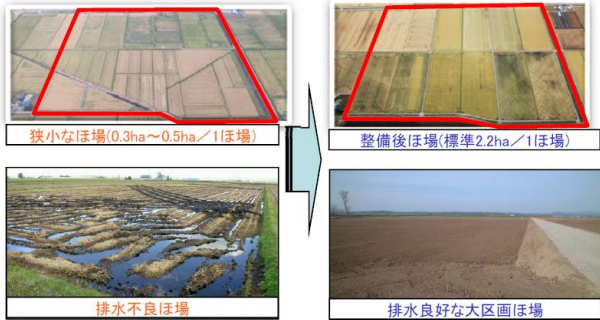 狭小なほ場(0.3ha～0.5ha／1ほ場)
整備後ほ場(標準2.2ha／1ほ場)
排水不良ほ場
排水良好な大区画ほ場